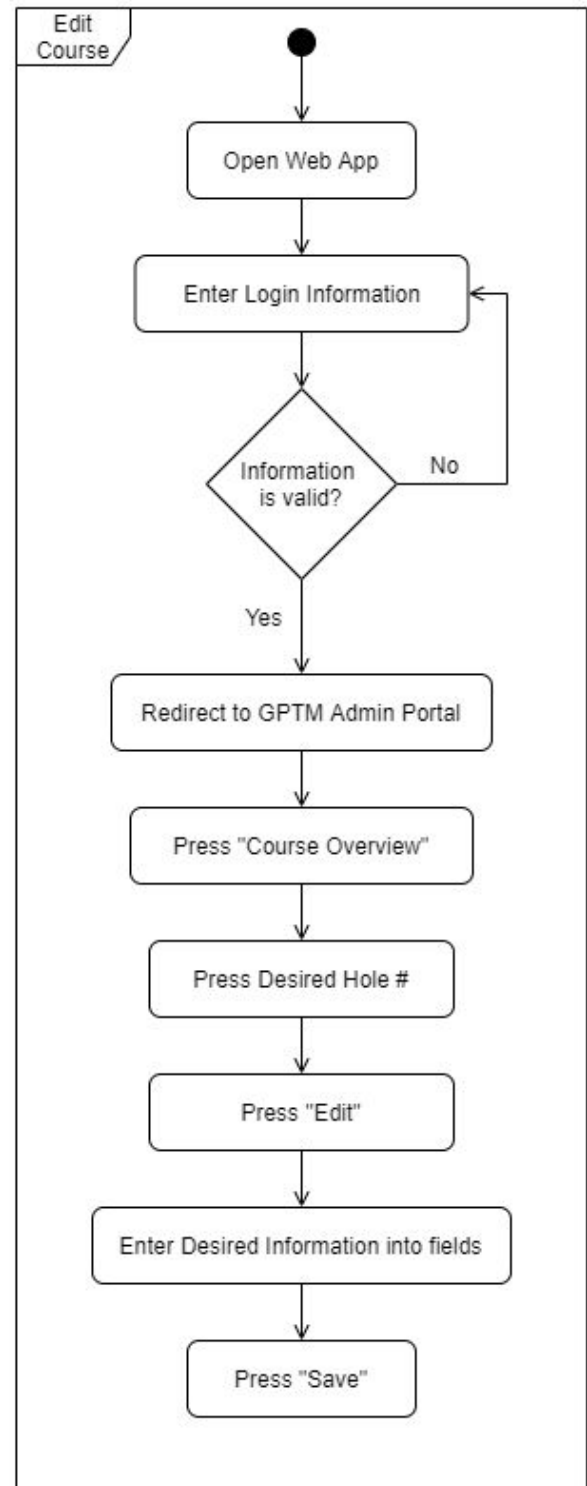 Edit
Course
Open Web App
Enter Login Information
Information
is valid?
No
Yes
Redirect to GPTM Admin Portal
Press "Course Overview"
Press Desired Hole #
Press "Edit"
Enter Desired Information into fields
Press "Save"